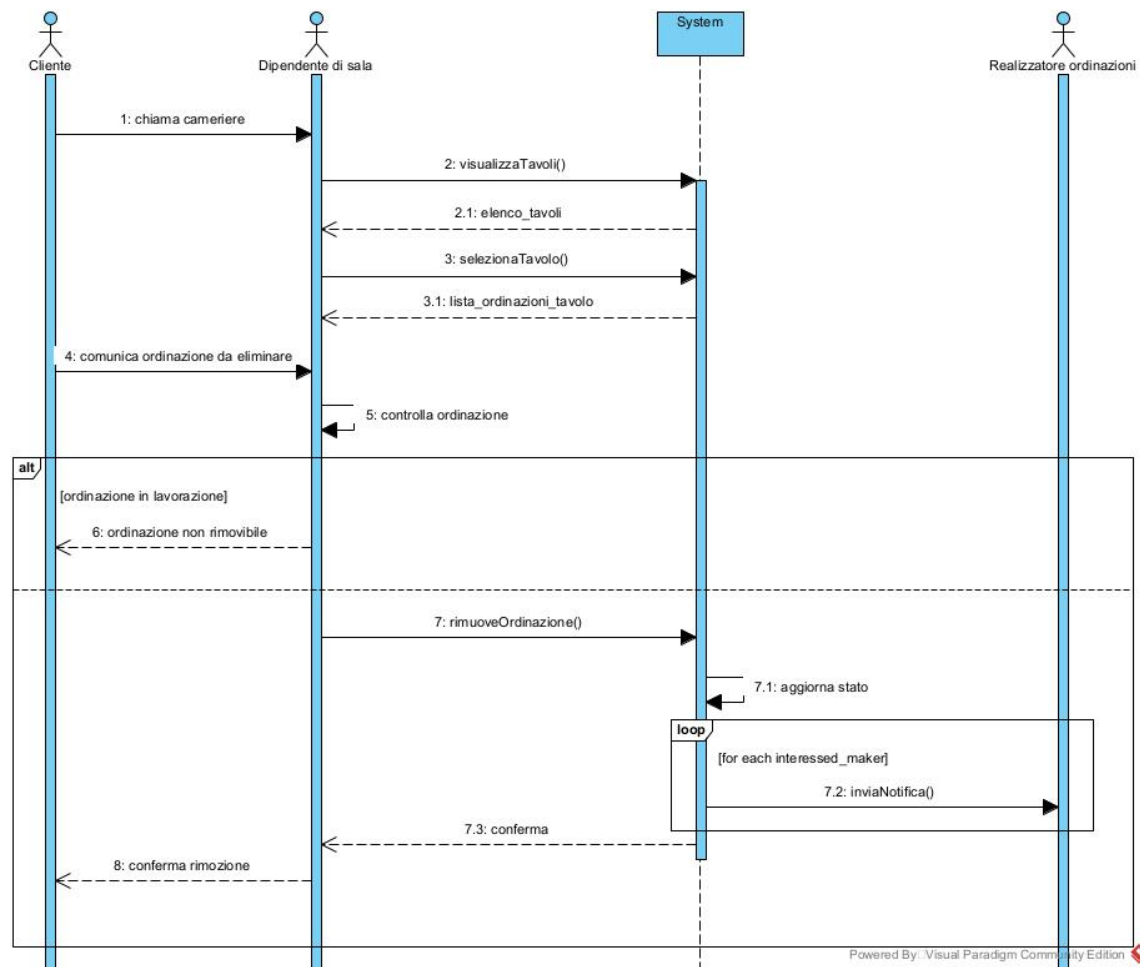 Cliente
Dipendente di sala
System
Realizzatore ordinazioni
1: chiama cameriere
2: visualizzaTavoli()
2.1: elenco_tavoli
3: selezionaTavolo()
3.1: lista_ordinazioni_tavolo
4: comunica ordinazione da eliminare
5: controlla ordinazione
alt
[ordinazione in lavorazione]
6: ordinazione non rimovibile
7: rimuoveOrdinazione()
7.1: aggiorna stato
loop
[for each interessed_maker]
7.2: inviaNotifica()
7.3: conferma
8: conferma rimozione
Powered By Visual Paradigm Community Edition